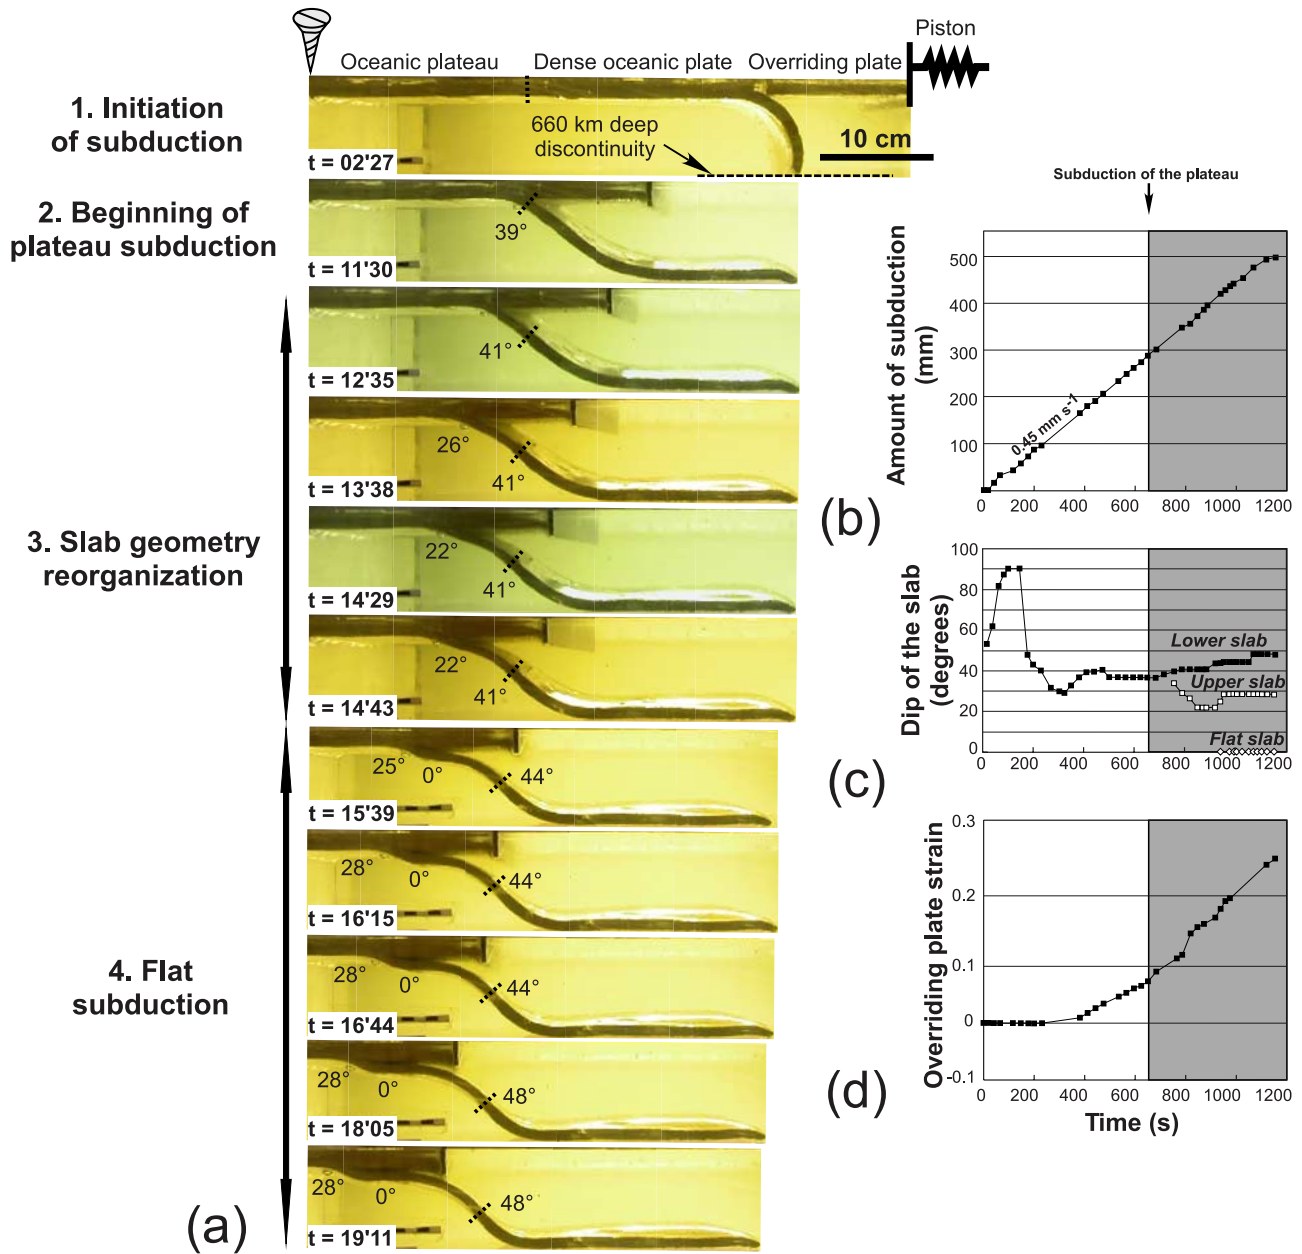 Piston
Oceanic plateau
Dense oceanic plate
Overriding plate
1. Initiation
of subduction
660 km deep
discontinuity
10 cm
t = 02'27
2. Beginning of
plateau subduction
39°
t = 11'30
41°
t = 12'35
26°
41°
t = 13'38
3. Slab geometry
reorganization
22°
41°
t = 14'29
22°
41°
t = 14'43
25°
0°
44°
t = 15'39
28°
0°
44°
t = 16'15
4. Flat
subduction
28°
0°
44°
t = 16'44
28°
0°
48°
t = 18'05
28°
0°
48°
t = 19'11
(a)
Subduction of the plateau
Amount of subduction
(mm)
500
400
300
200
100
0.45 mm s-1
0 200 400 600 800 1000 1200
(b)
Dip of the slab
(degrees)
100
80
60
40
20
0
Lower slab
Upper slab
Flat slab
0 200 400 600 800 1000 1200
(c)
Overriding plate strain
0.3
0.2
0.1
0
-0.1
0 200 400 600 800 1000 1200
Time (s)
(d)